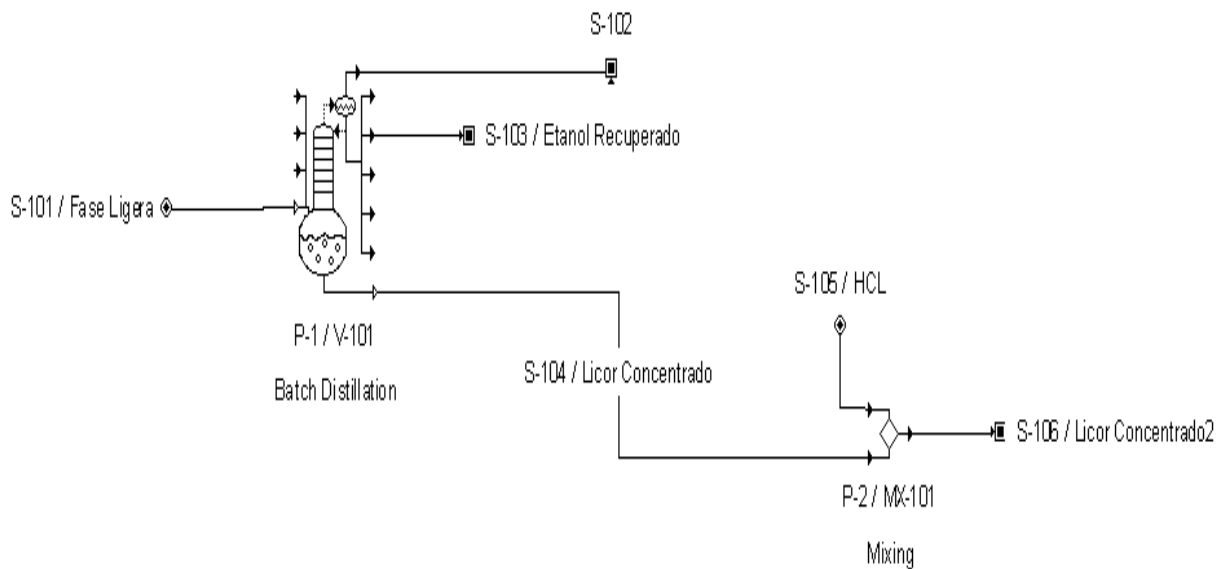 S-102
S-103 / Etanol Recuperado
S-101 / Fase Ligera
S-105 / HCL
P-1 / V-101
Batch Distillation
S-104 / Licor Concentrado
S-106 / Licor Concentrado2
P-2 / MX-101
Mixing